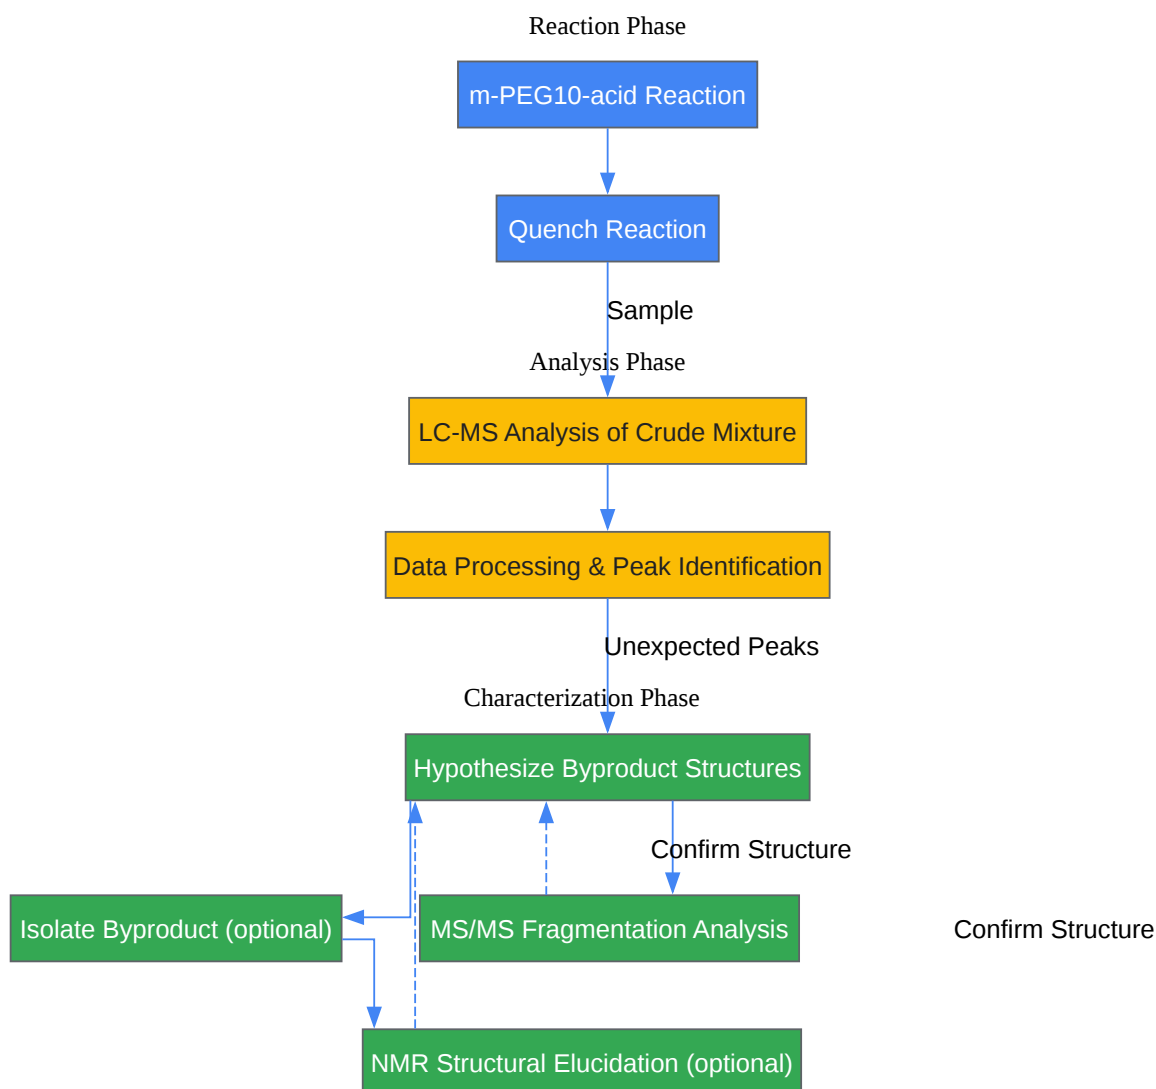 Reaction Phase
m-PEG10-acid Reaction
Quench Reaction
Sample
Analysis Phase
LC-MS Analysis of Crude Mixture
Data Processing & Peak Identification
Unexpected Peaks
Characterization Phase
Hypothesize Byproduct Structures
Confirm Structure
Isolate Byproduct (optional)
MS/MS Fragmentation Analysis
Confirm Structure
NMR Structural Elucidation (optional)